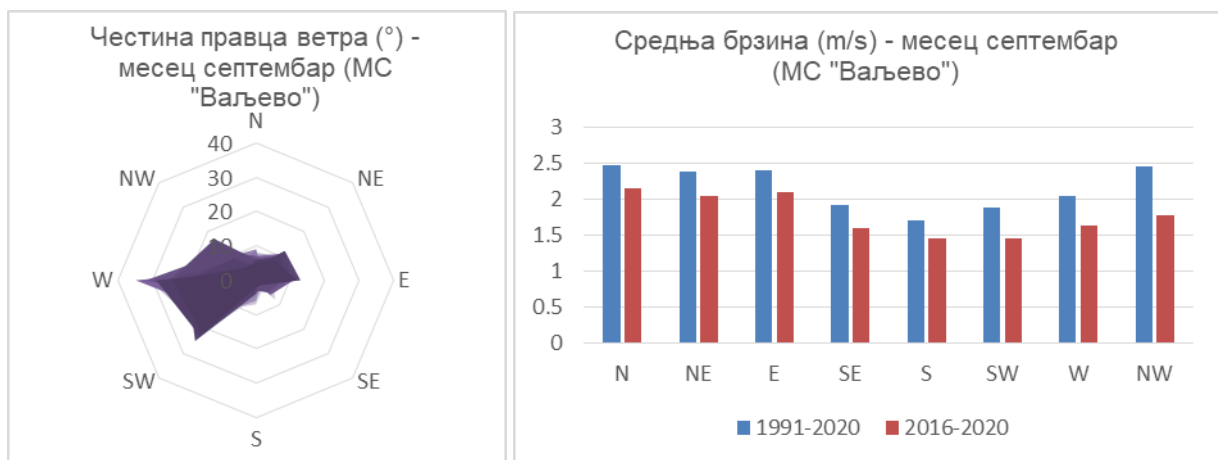 Честина правца ветра (°) -
месец септембар (МС
"Ваљево")
N
40
NW
NE
30
20
10
W
0
E
SW
SE
S
Средња брзина (m/s) - месец септембар
(МС "Ваљево")
3
2.5
2
1.5
1
0.5
0
N NE E SE S SW W NW
1991-2020 2016-2020